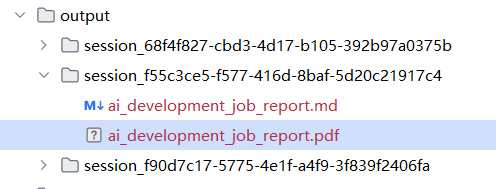 output
session_68f4f827-cbd3-4d17-b105-392b97a0375b
session_f55c3ce5-f577-416d-8baf-5d20c21917c4
M↓ ai_development_job_report.md
? ai_development_job_report.pdf
session_f90d7c17-5775-4e1f-a4f9-3f839f2406fa